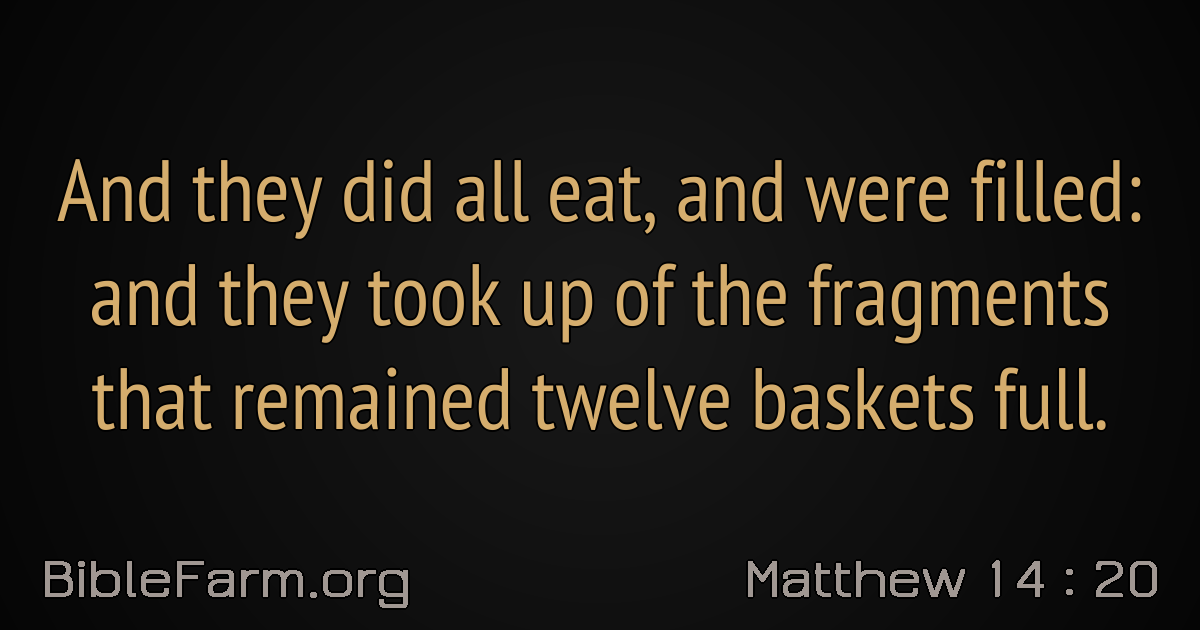 And they did all eat, and were filled:
and they took up of the fragments
that remained twelve baskets full.
BibleFarm.org
Matthew 14 : 20